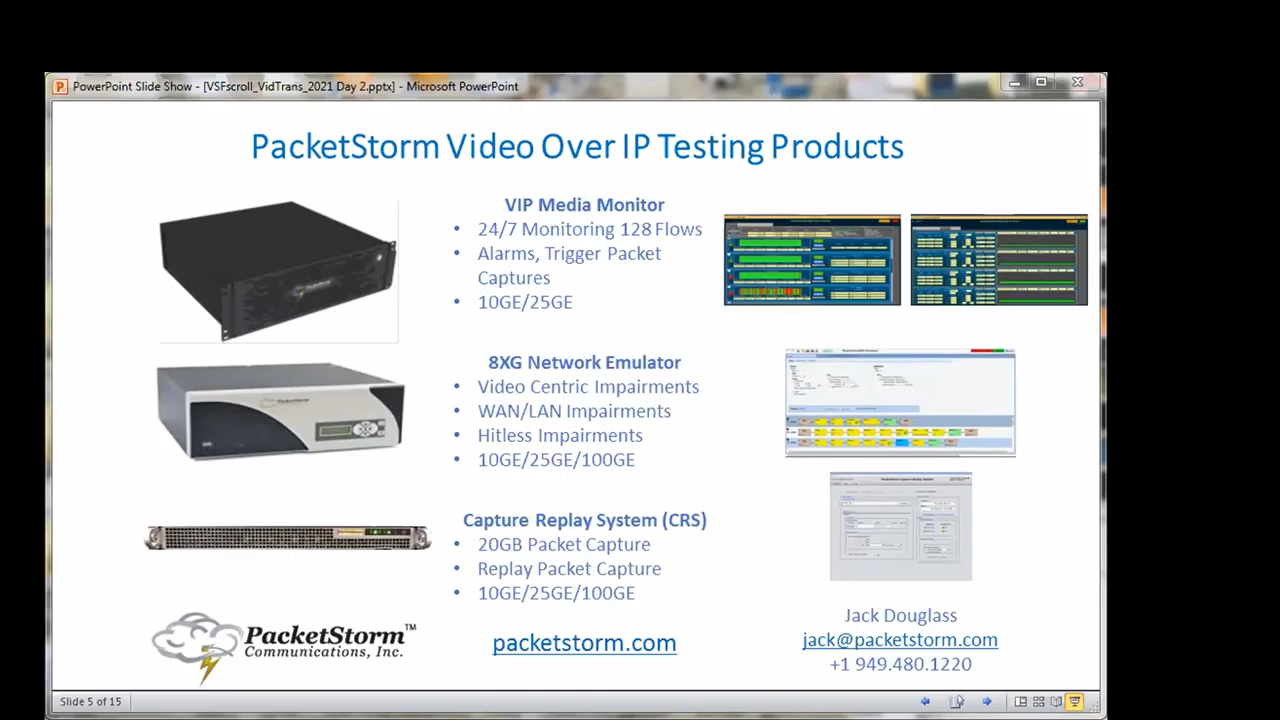 PowerPoint Slide Show - [VSFscroll_VidTrans_2021 Day 2.pptx] - Microsoft PowerPoint
PacketStorm Video Over IP Testing Products
VIP Media Monitor
• 24/7 Monitoring 128 Flows
• Alarms, Trigger Packet
Captures
• 10GE/25GE
8XG Network Emulator
• Video Centric Impairments
• WAN/LAN Impairments
• Hitless Impairments
• 10GE/25GE/100GE
Capture Replay System (CRS)
• 20GB Packet Capture
• Replay Packet Capture
• 10GE/25GE/100GE
PacketStorm™
Communications, Inc.
packetstorm.com
Jack Douglass
jack@packetstorm.com
+1 949.480.1220
Slide 5 of 15